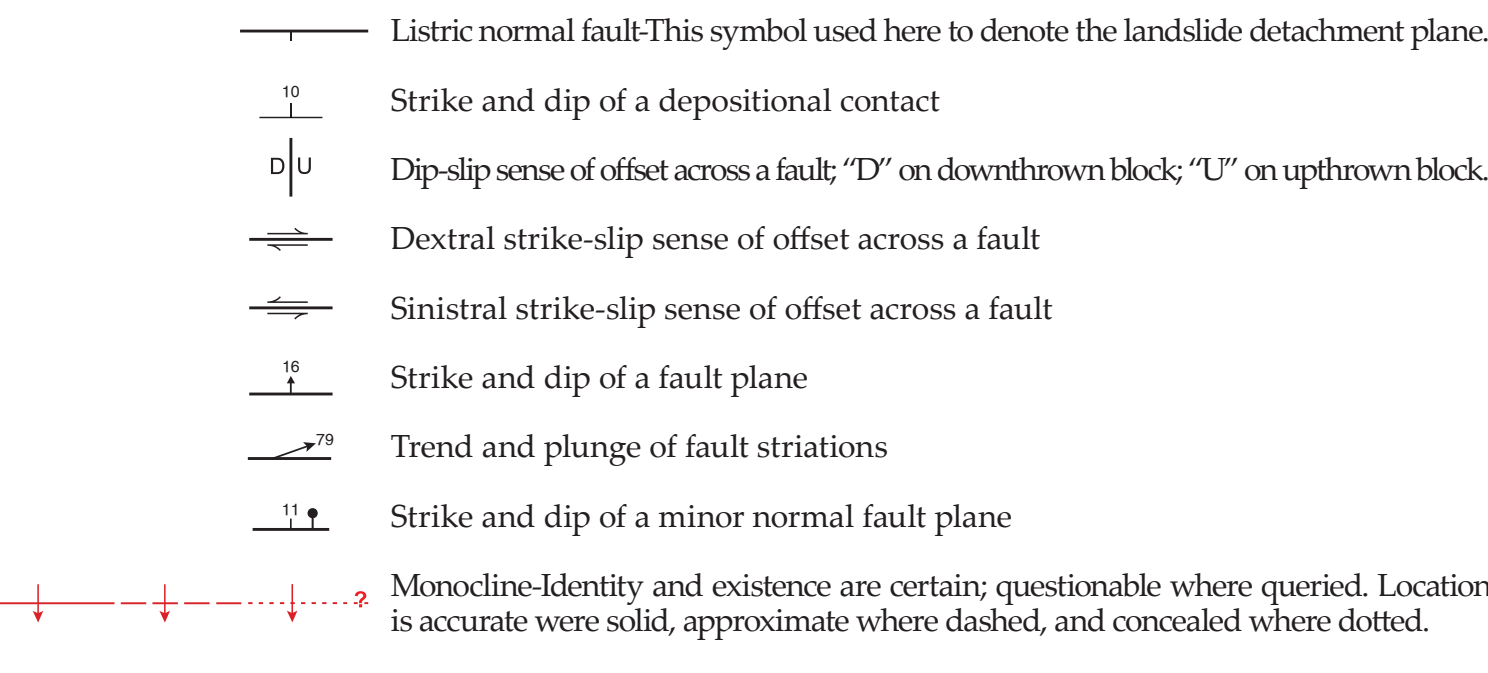 Listric normal fault-This symbol used here to denote the landslide detachment plane.
10
Strike and dip of a depositional contact
D U
Dip-slip sense of offset across a fault; “D” on downthrown block; “U” on upthrown block.
Dextral strike-slip sense of offset across a fault
Sinistral strike-slip sense of offset across a fault
16
Strike and dip of a fault plane
79
Trend and plunge of fault striations
11
Strike and dip of a minor normal fault plane
?
Monocline-Identity and existence are certain; questionable where queried. Location
is accurate were solid, approximate where dashed, and concealed where dotted.